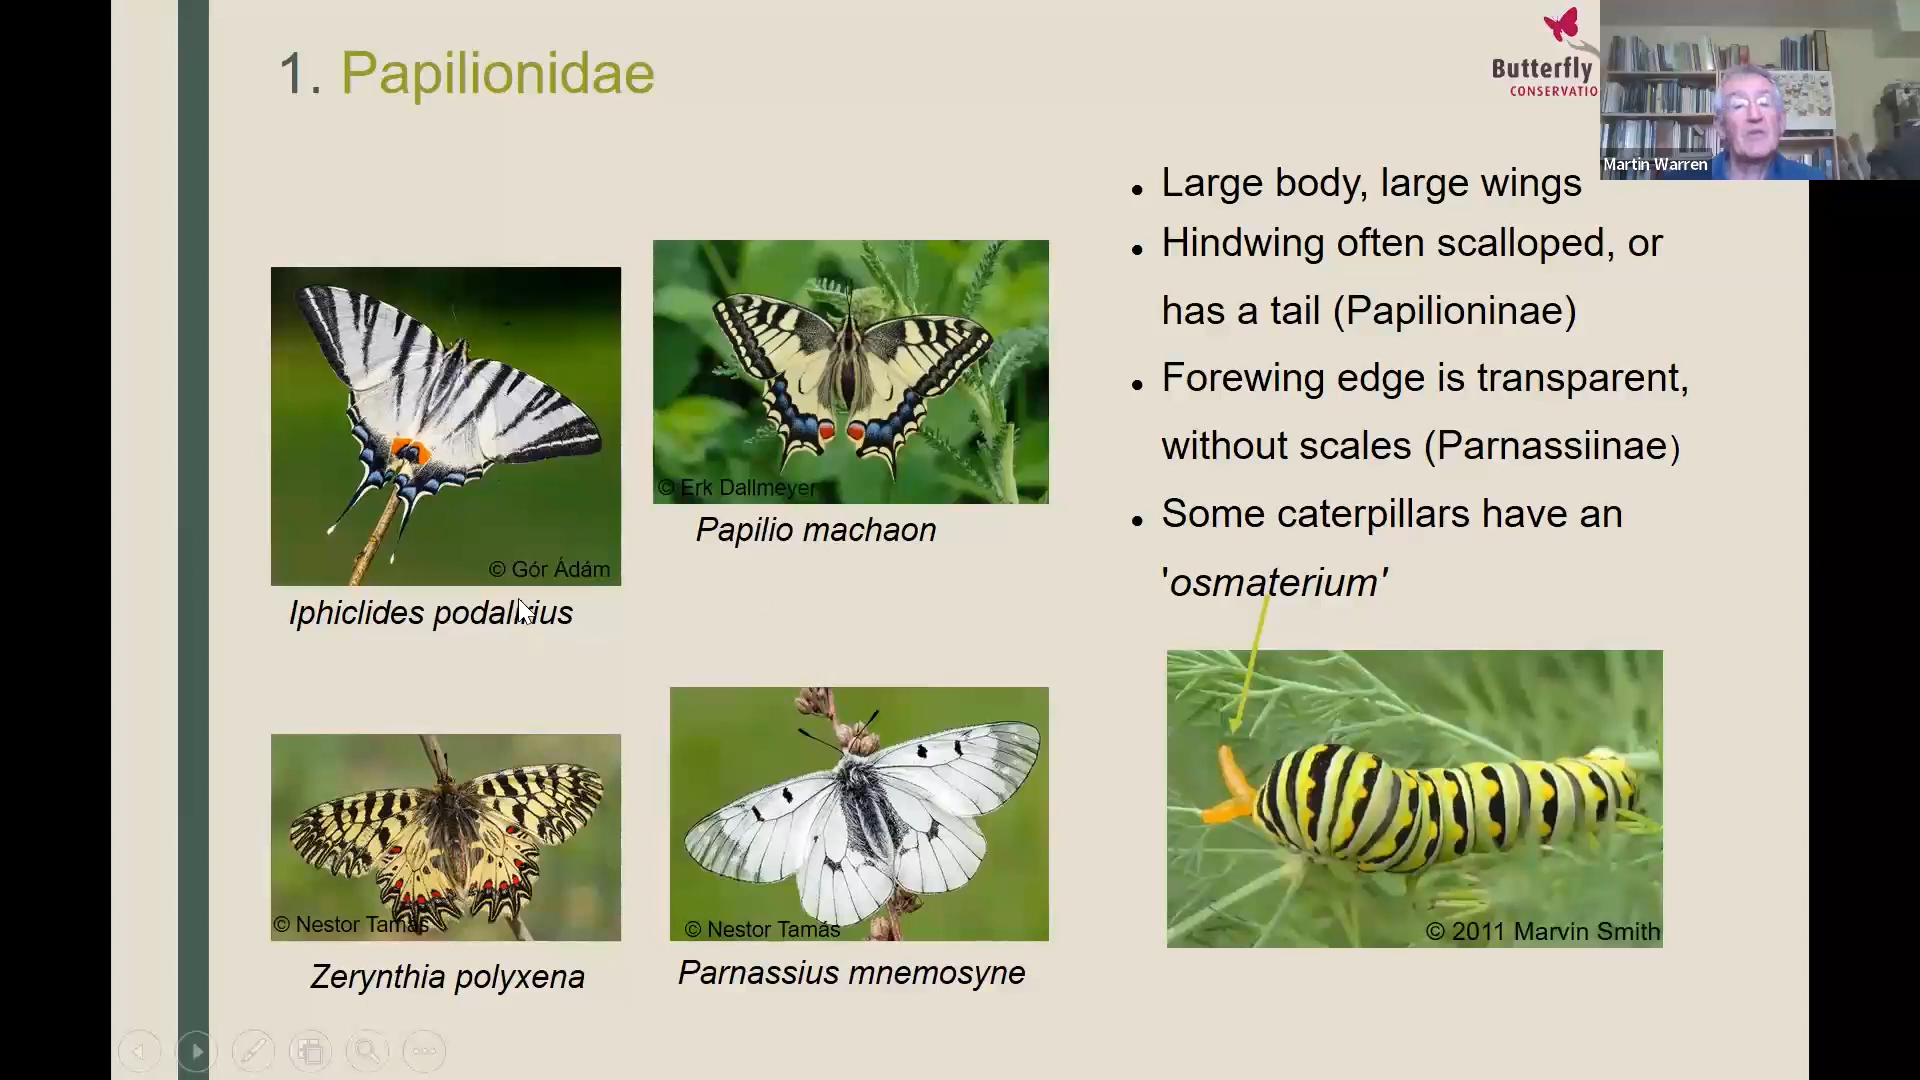 1. Papilionidae
Butterfly
CONSERVATIO
Martin Warren
• Large body, large wings
• Hindwing often scalloped, or
has a tail (Papilioninae)
• Forewing edge is transparent,
without scales (Parnassiinae)
• Some caterpillars have an
'osmaterium'
© Gór Ádám
Iphiclides podalirius
© Erk Dallmeyer
Papilio machaon
© Nestor Tamás
Zerynthia polyxena
© Nestor Tamás
Parnassius mnemosyne
© 2011 Marvin Smith